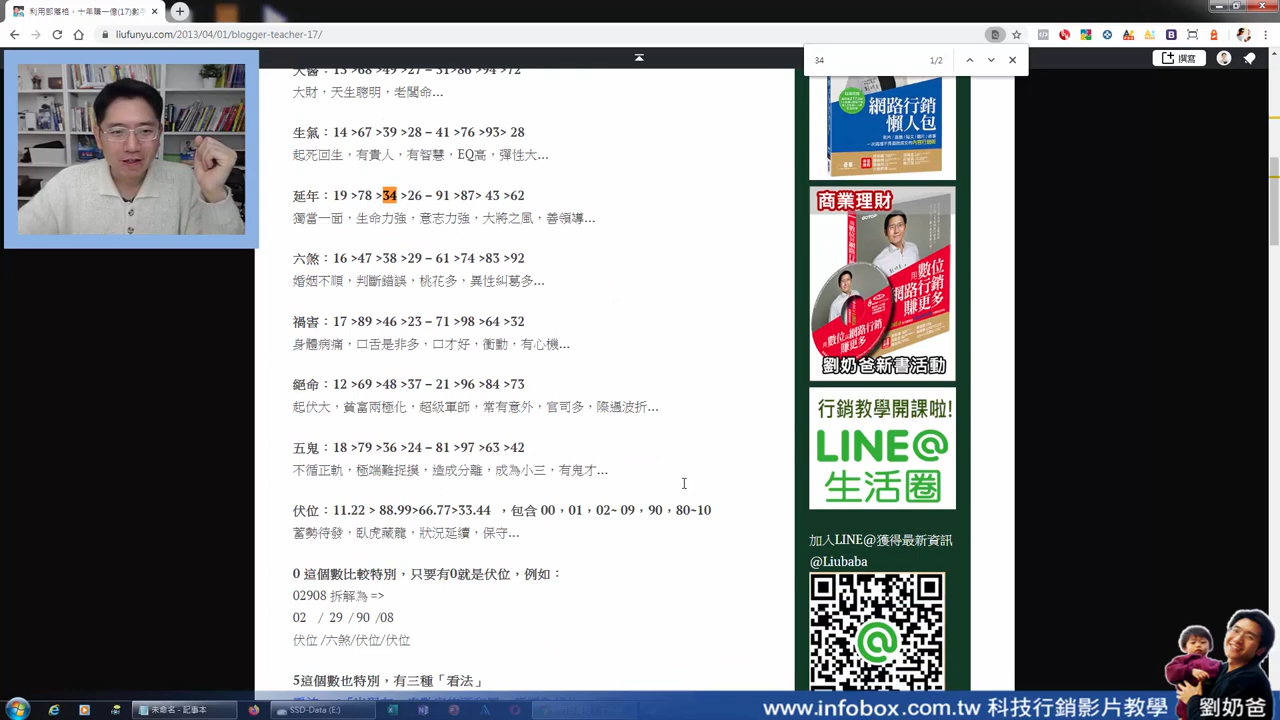 利用部落格，十年賺一億(17)數字
liufunyu.com/2013/04/01/blogger-teacher-17/
34
1/2
撰寫
天醫：13 >68 >49 >27 – 31>86 >94 >72
大財，天生聰明，老闆命…
生氣：14 >67 >39 >28 – 41 >76 >93> 28
起死回生，有貴人，有智慧，EQ高，彈性大…
延年：19 >78 >34 >26 – 91 >87> 43 >62
獨當一面，生命力強，意志力強，大將之風，善領導…
六煞：16 >47 >38 >29 – 61 >74 >83 >92
婚姻不順，判斷錯誤，桃花多，異性糾葛多…
禍害：17 >89 >46 >23 – 71 >98 >64 >32
身體病痛，口舌是非多，口才好，衝動，有心機…
絕命：12 >69 >48 >37 – 21 >96 >84 >73
起伏大，貧富兩極化，超級軍師，常有意外，官司多，際遇波折…
五鬼：18 >79 >36 >24 – 81 >97 >63 >42
不循正軌，極端難捉摸，造成分離，成為小三，有鬼才…
伏位：11.22 > 88.99>66.77>33.44 ，包含 00，01，02~ 09，90，80~10
蓄勢待發，臥虎藏龍，狀況延續，保守…
0 這個數比較特別，只要有0就是伏位，例如：
02908 拆解為 =>
02 / 29 / 90 /08
伏位 /六煞/伏位/伏位
5這個數也特別，有三種「看法」
網路行銷
懶人包
商業理財
用數位
網路行銷
賺更多
劉奶爸新書活動
行銷教學開課啦!
LINE@
生活圈
加入LINE@獲得最新資訊
@Liubaba
未命名 - 記事本
SSD-Data (E:)
www.infobox.com.tw 科技行銷影片教學
劉奶爸